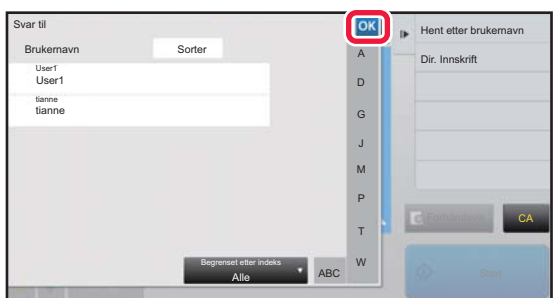 Svar til
OK
Brukernavn
Sorter
User1
User1
tianne
tianne
A
D
G
J
M
P
T
W
Begrenset etter indeks
Alle
ABC
Hent etter brukernavn
Dir. Innskrift
CA
Start